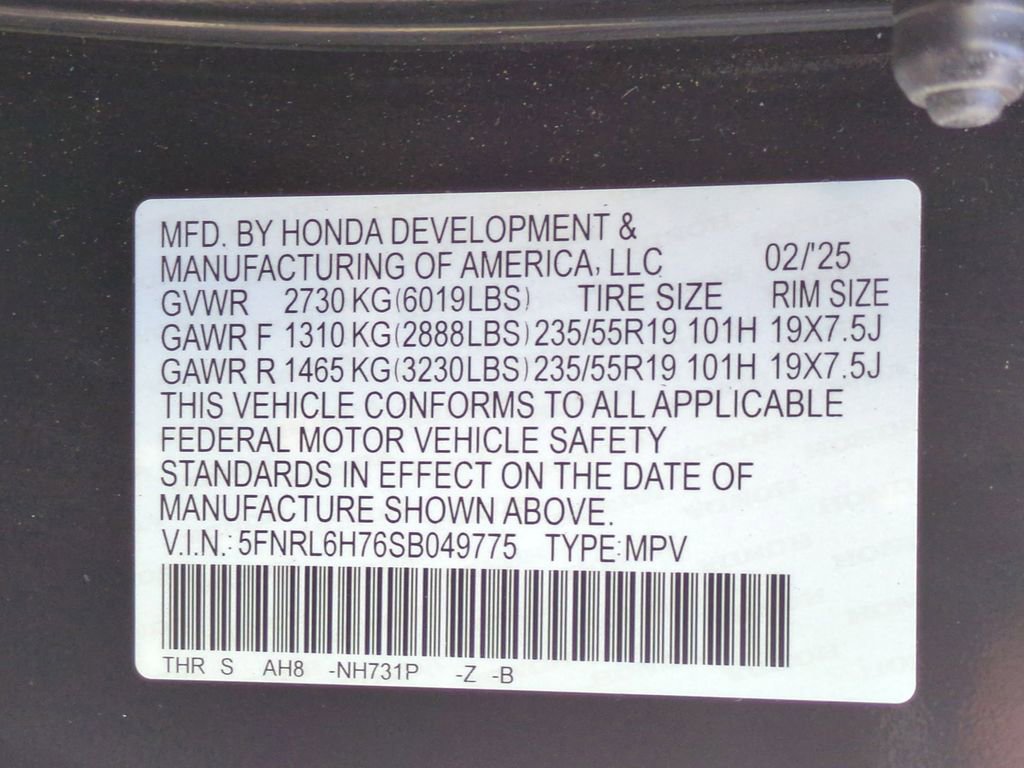 MFD. BY HONDA DEVELOPMENT &
MANUFACTURING OF AMERICA, LLC 02/'25
GVWR 2730 KG(6019LBS) TIRE SIZE RIM SIZE
GAWR F 1310 KG(2888LBS) 235/55R19 101H 19X7.5J
GAWR R 1465 KG(3230LBS) 235/55R19 101H 19X7.5J
THIS VEHICLE CONFORMS TO ALL APPLICABLE
FEDERAL MOTOR VEHICLE SAFETY
STANDARDS IN EFFECT ON THE DATE OF
MANUFACTURE SHOWN ABOVE.
V.I.N.: 5FNRL6H76SB049775 TYPE:MPV
THR S AH8 -NH731P -Z -B